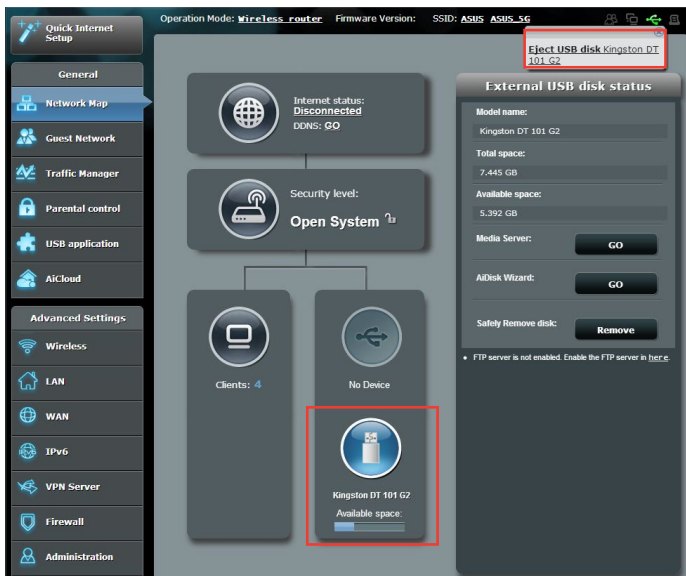 Quick Internet
Setup
Operation Mode: Wireless router Firmware Version: SSID: ASUS ASUS_5G
Eject USB disk Kingston DT
101 G2
General
Network Map
Guest Network
Traffic Manager
Parental control
USB application
AiCloud
Advanced Settings
Wireless
LAN
WAN
IPv6
VPN Server
Firewall
Administration
Internet status:
Disconnected
DDNS: GO
Security level:
Open System
Clients: 4
No Device
Kingston DT 101 G2
Available space:
External USB disk status
Model name:
Kingston DT 101 G2
Total space:
7.445 GB
Available space:
5.392 GB
Media Server: GO
AiDisk Wizard: GO
Safely Remove disk: Remove
• FTP server is not enabled. Enable the FTP server in here.